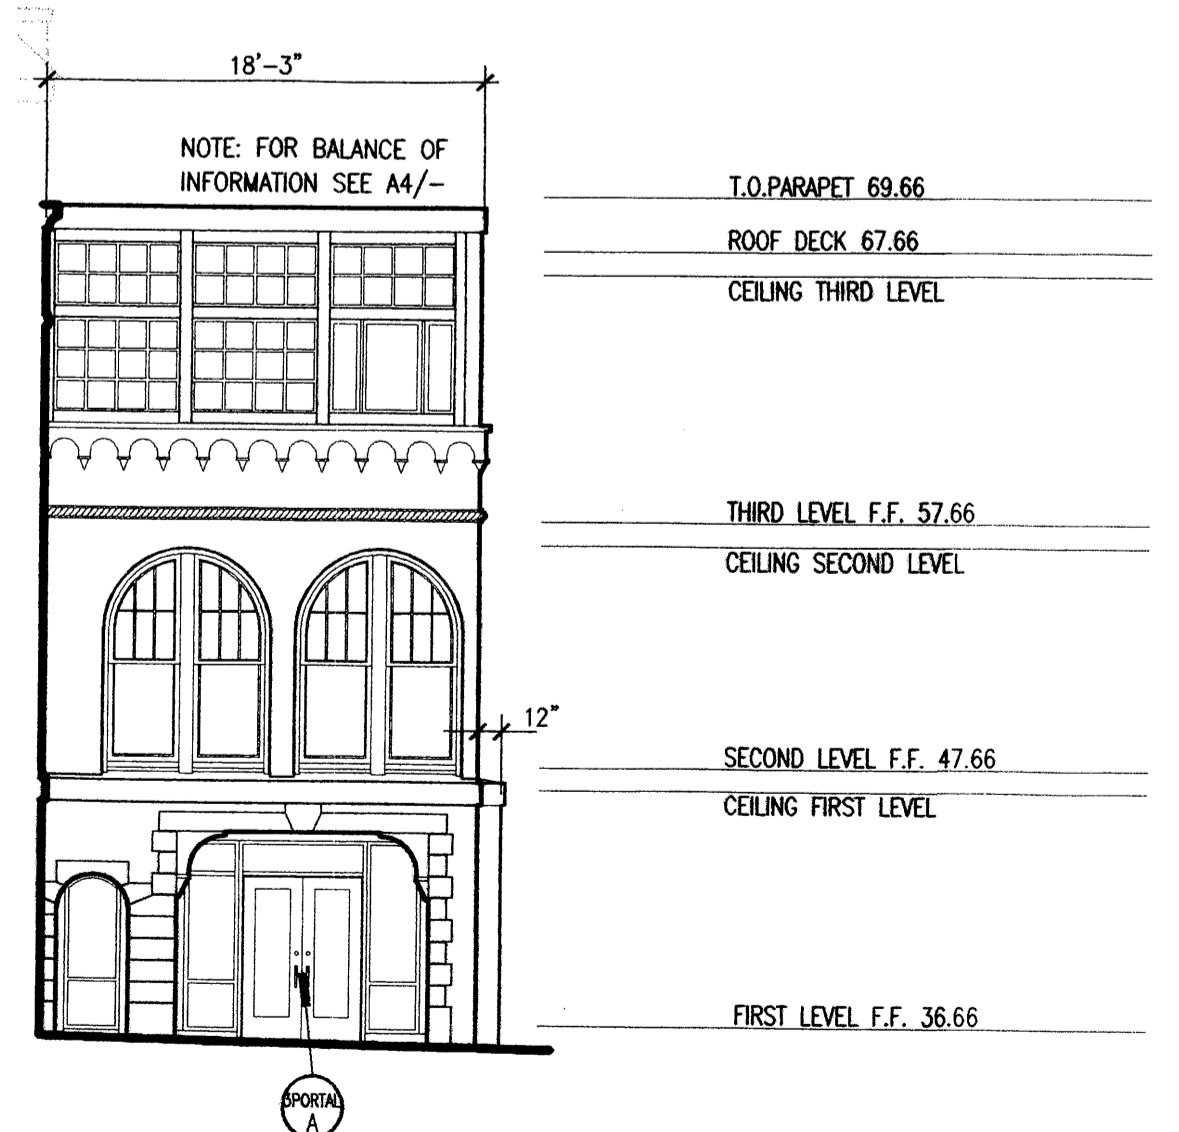 18'-3"
NOTE: FOR BALANCE OF
INFORMATION SEE A4/-
T.O.PARAPET 69.66
ROOF DECK 67.66
CEILING THIRD LEVEL
THIRD LEVEL F.F. 57.66
CEILING SECOND LEVEL
12"
SECOND LEVEL F.F. 47.66
CEILING FIRST LEVEL
FIRST LEVEL F.F. 36.66
PORTAL
A